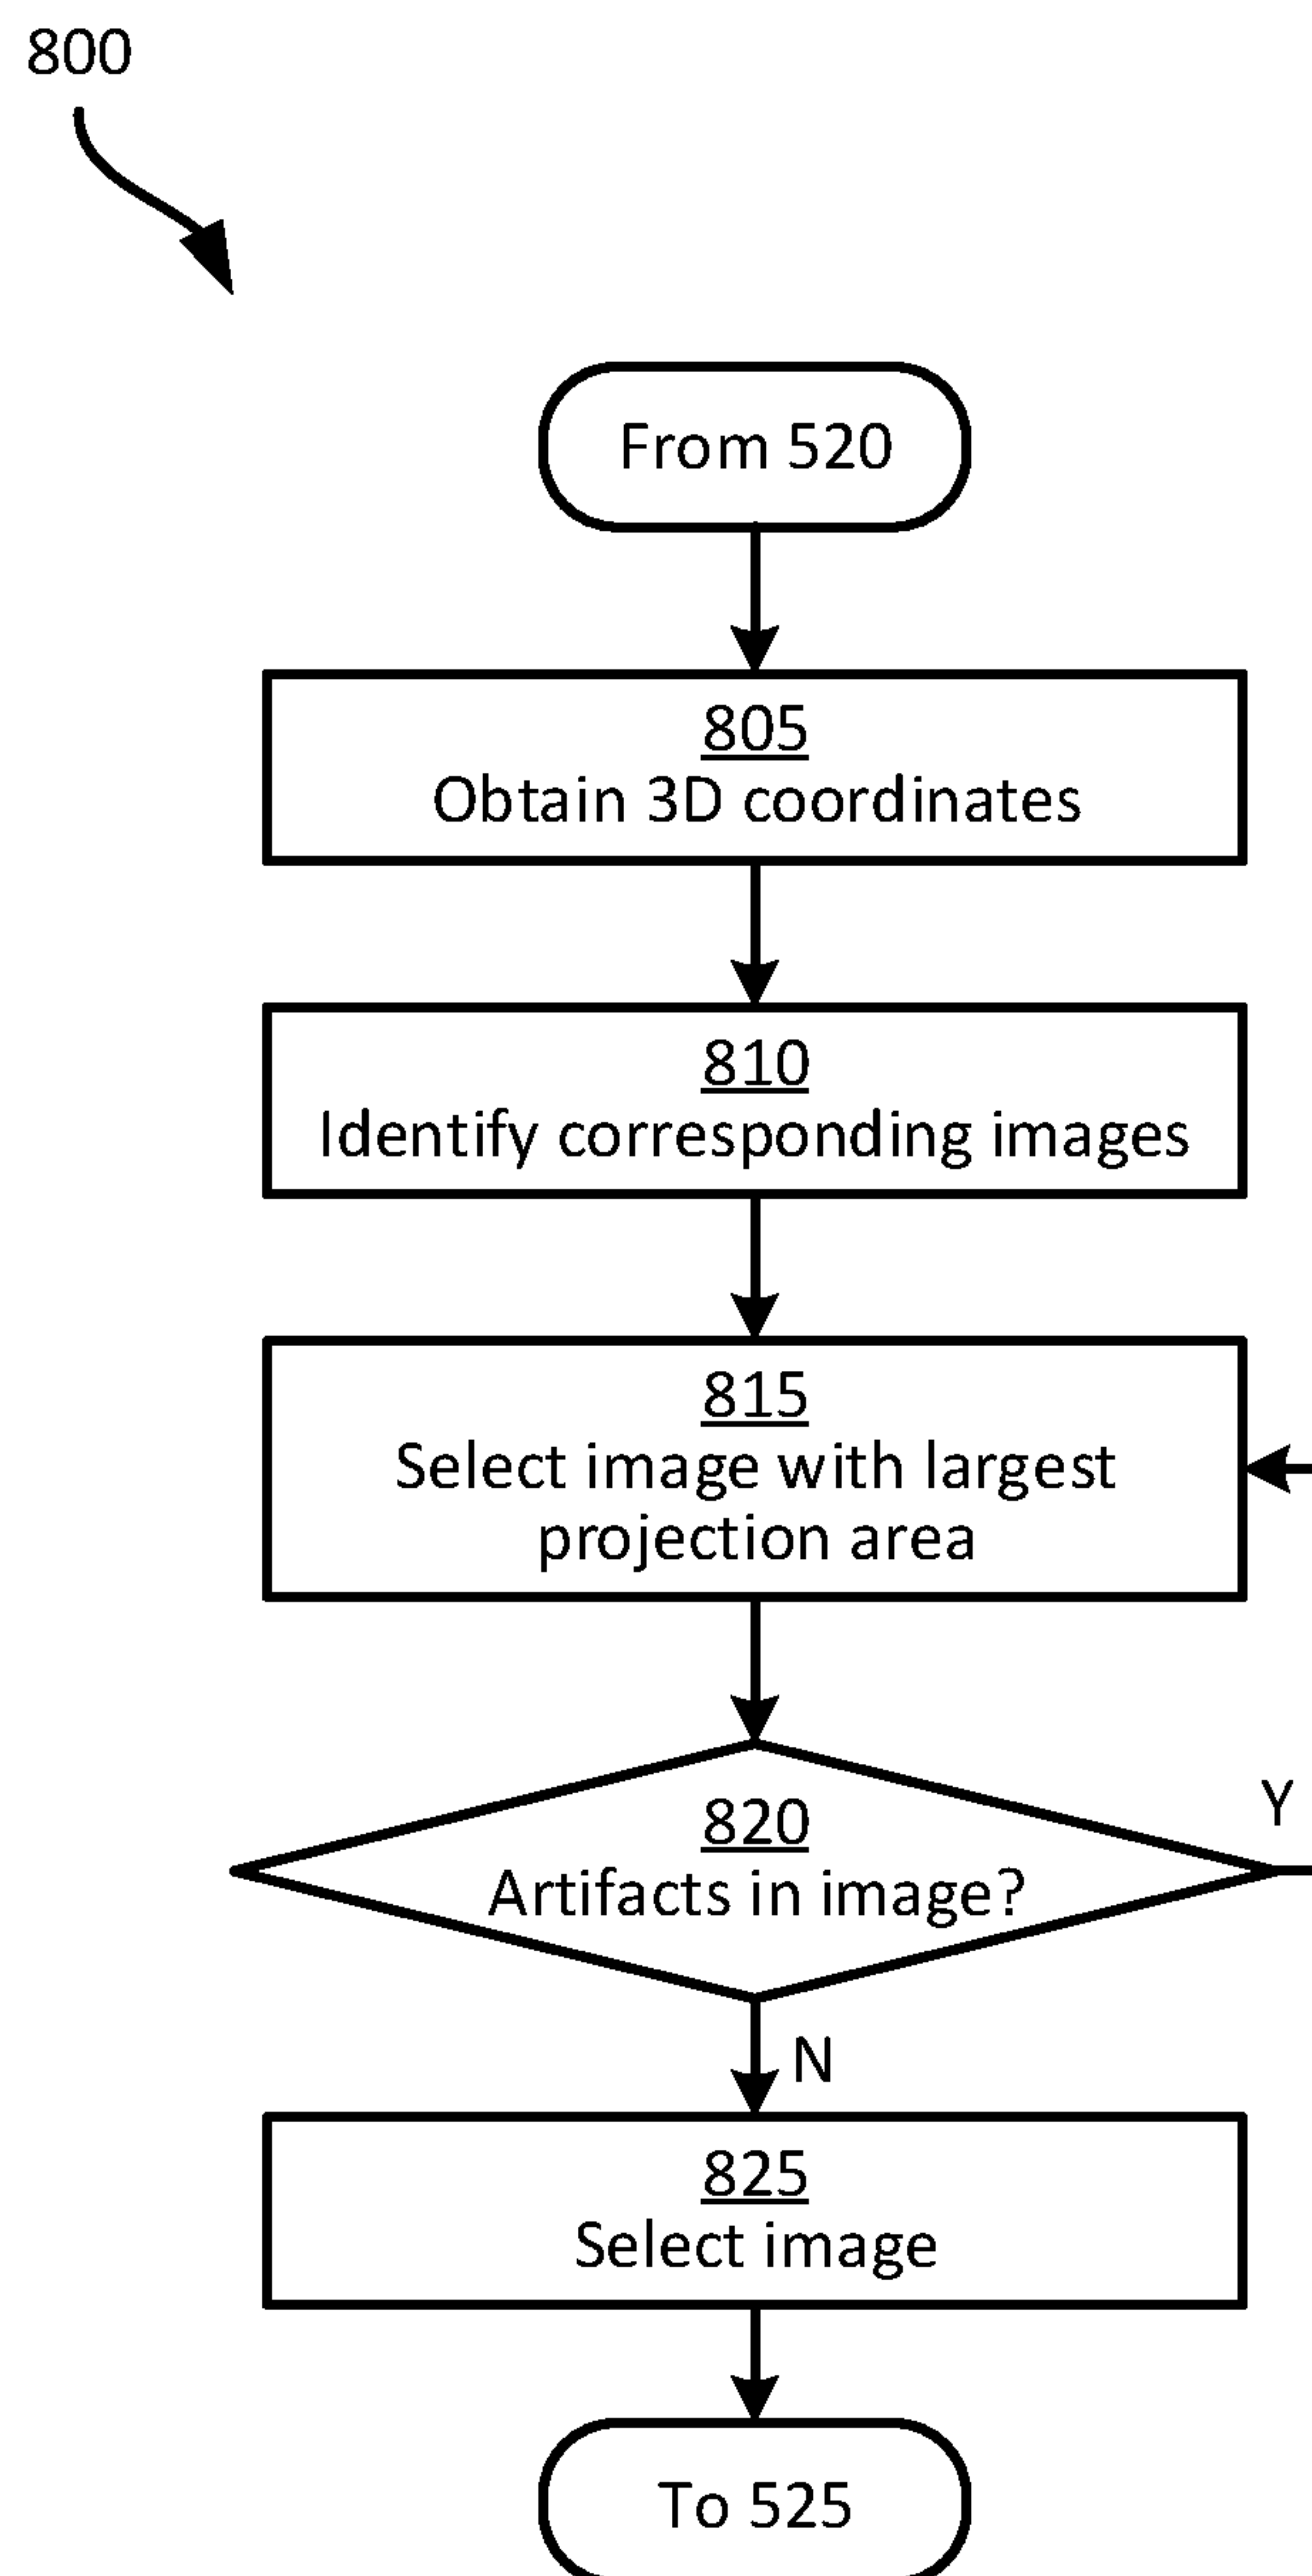 800
From 520
805
Obtain 3D coordinates
810
Identify corresponding images
815
Select image with largest
projection area
820
Artifacts in image?
Y
N
825
Select image
To 525